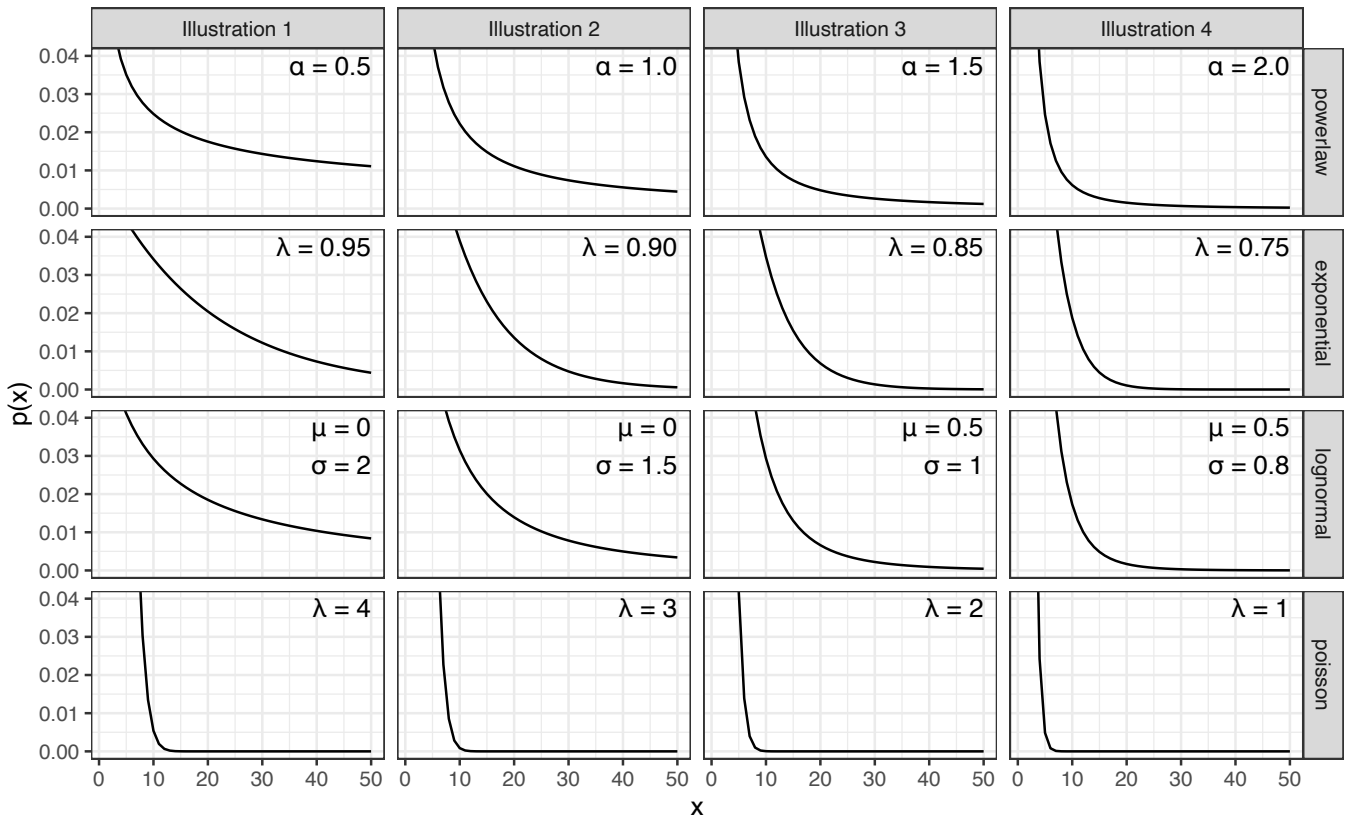 Illustration 1
Illustration 2
Illustration 3
Illustration 4
0.04
0.03
0.02
0.01
0.00
α = 0.5
α = 1.0
α = 1.5
α = 2.0
powerlaw
0.04
0.03
0.02
0.01
0.00
λ = 0.95
λ = 0.90
λ = 0.85
λ = 0.75
exponential
p(x)
0.04
0.03
0.02
0.01
0.00
μ = 0
σ = 2
μ = 0
σ = 1.5
μ = 0.5
σ = 1
μ = 0.5
σ = 0.8
lognormal
0.04
0.03
0.02
0.01
0.00
λ = 4
λ = 3
λ = 2
λ = 1
poisson
0 10 20 30 40 50
0 10 20 30 40 50
0 10 20 30 40 50
0 10 20 30 40 50
x